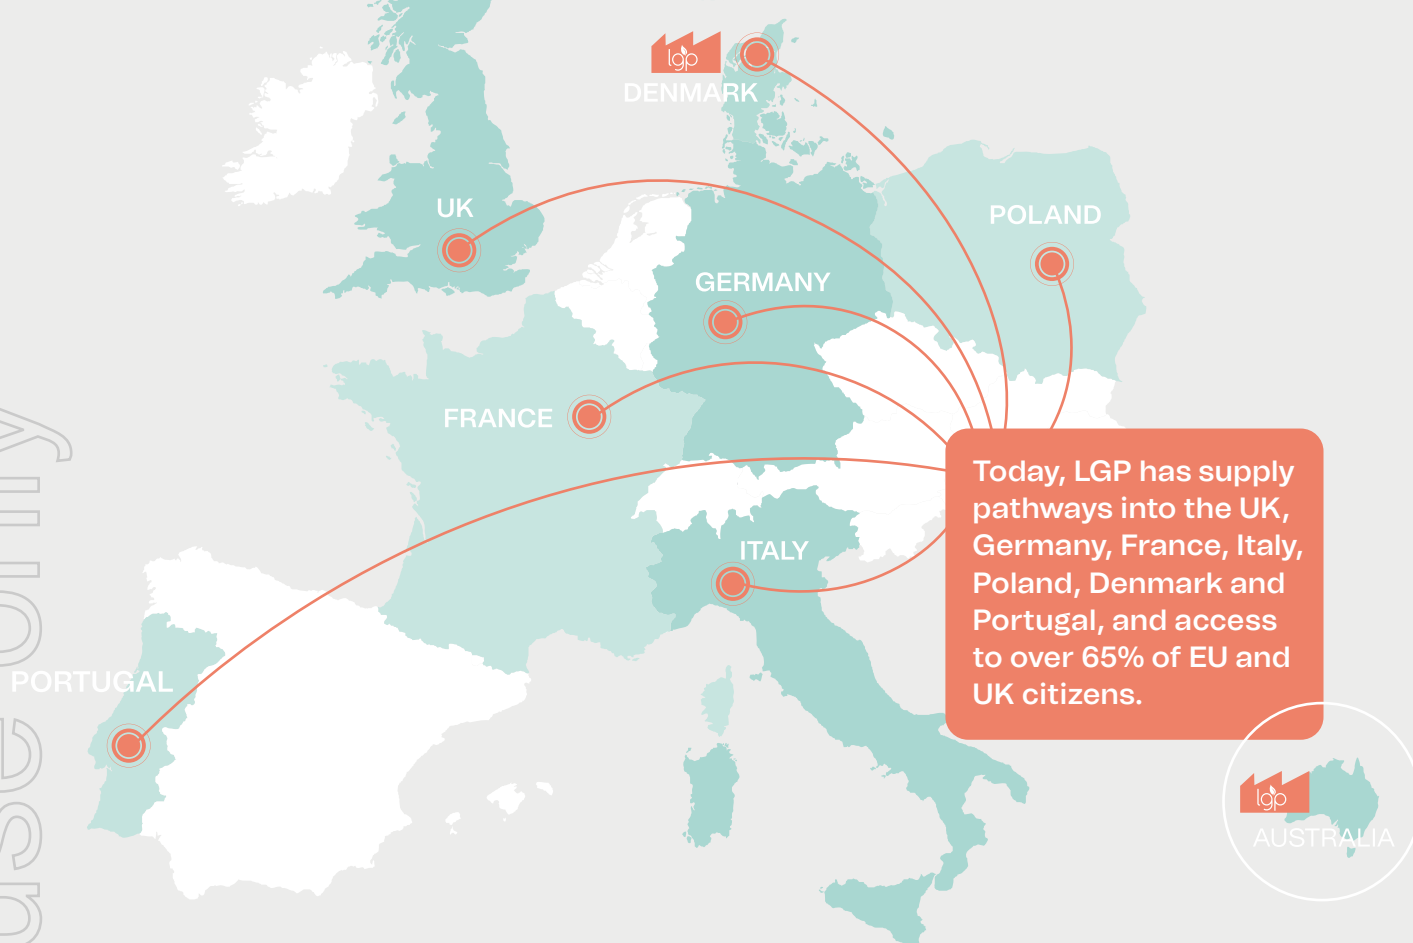 lgp
DENMARK
UK
POLAND
GERMANY
FRANCE
Today, LGP has supply
pathways into the UK,
Germany, France, Italy,
Poland, Denmark and
Portugal, and access
to over 65% of EU and
UK citizens.
ITALY
PORTUGAL
lgp
AUSTRALIA